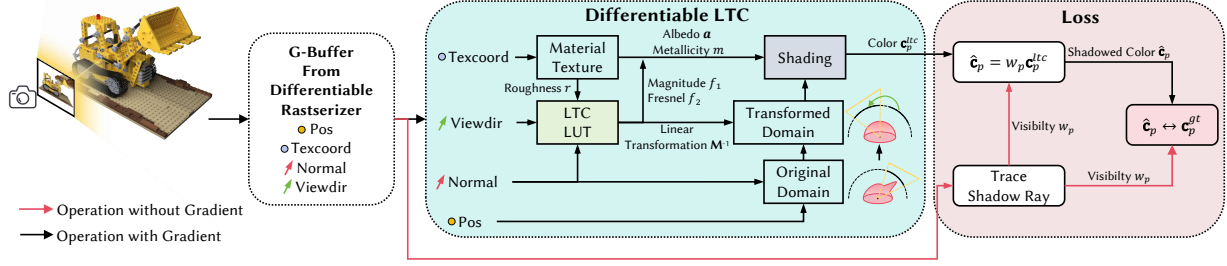 G-Buffer
From
Differentiable
Rastserizer
Pos
Texcoord
Normal
Viewdir
Operation without Gradient
Operation with Gradient
Differentiable LTC
Texcoord
Viewdir
Normal
Pos
Material
Texture
Roughness r
LTC
LUT
Albedo a
Metallicity m
Magnitude f₁
Fresnel f₂
Linear
Transformation M⁻¹
Shading
Transformed
Domain
Original
Domain
Color c_p^{ltc}
Loss
ĉ_p = w_p c_p^{ltc}
Shadowed Color ĉ_p
Visibilty w_p
ĉ_p ↔ c_p^{gt}
Trace
Shadow Ray
Visibilty w_p